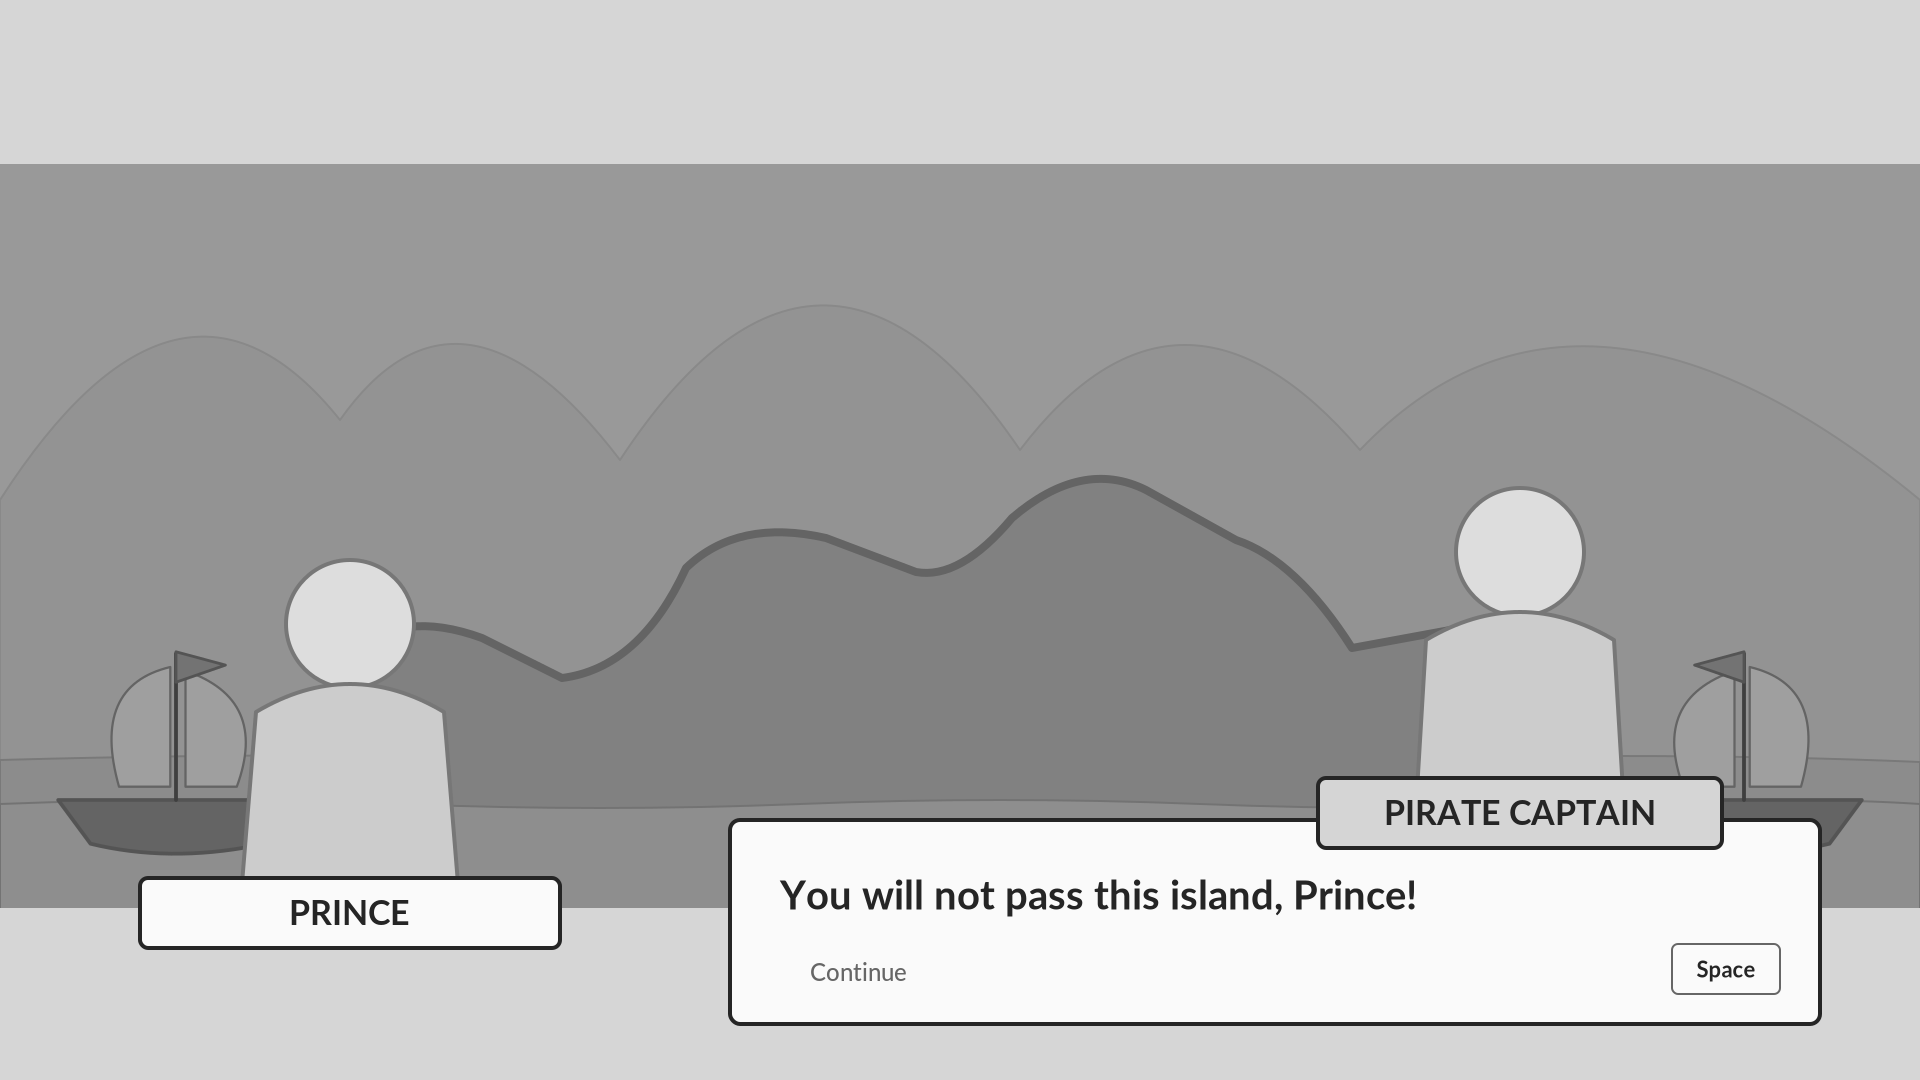 PIRATE CAPTAIN
You will not pass this island, Prince!
PRINCE
Continue
Space